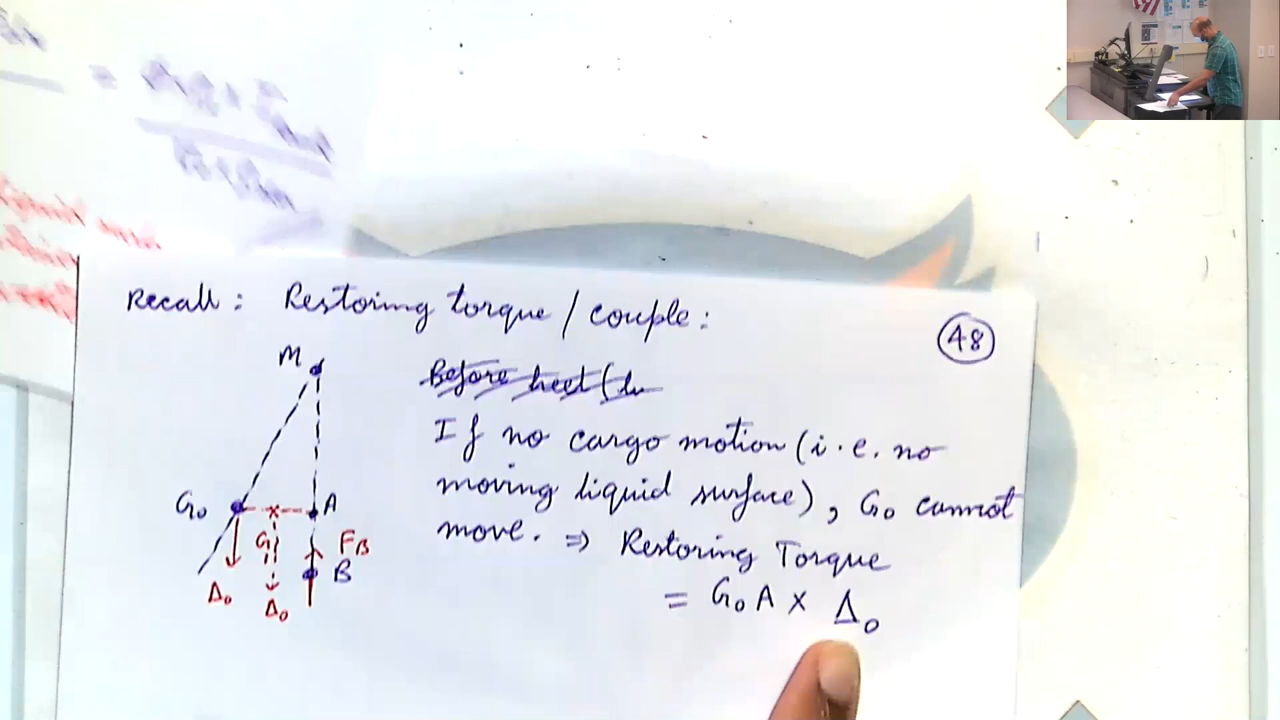 Recall: Restoring torque / couple:
48
M
Before heel (
If no cargo motion (i.e. no
moving liquid surface), G₀ cannot
move. ⇒ Restoring Torque
= G₀A × Δ₀
G₀
A
G₁
F_B
B
Δ₀
Δ₀